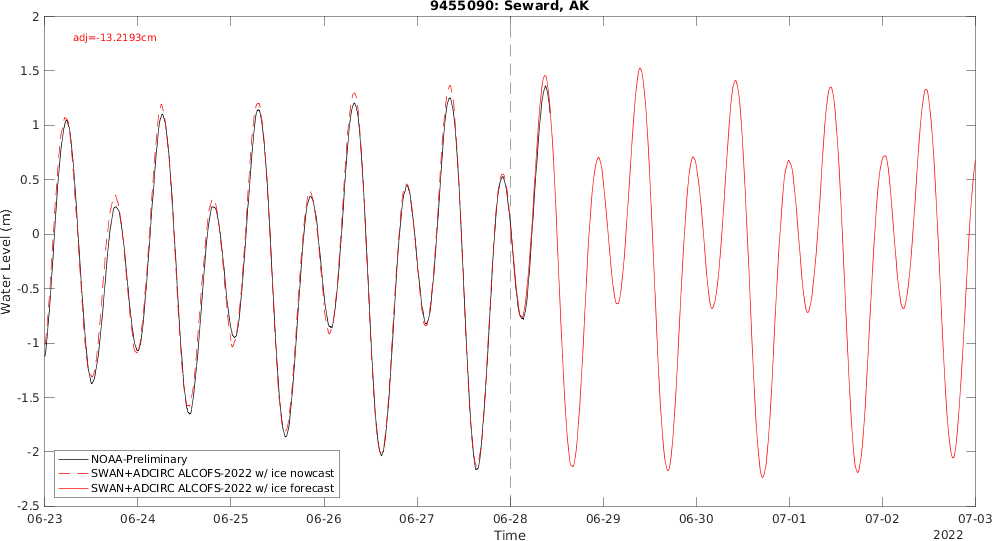 9455090: Seward, AK
adj=-13.2193cm
2
1.5
1
0.5
0
-0.5
-1
-1.5
-2
-2.5
Water Level (m)
NOAA-Preliminary
SWAN+ADCIRC ALCOFS-2022 w/ ice nowcast
SWAN+ADCIRC ALCOFS-2022 w/ ice forecast
06-23 06-24 06-25 06-26 06-27 06-28 06-29 06-30 07-01 07-02 07-03
Time
2022